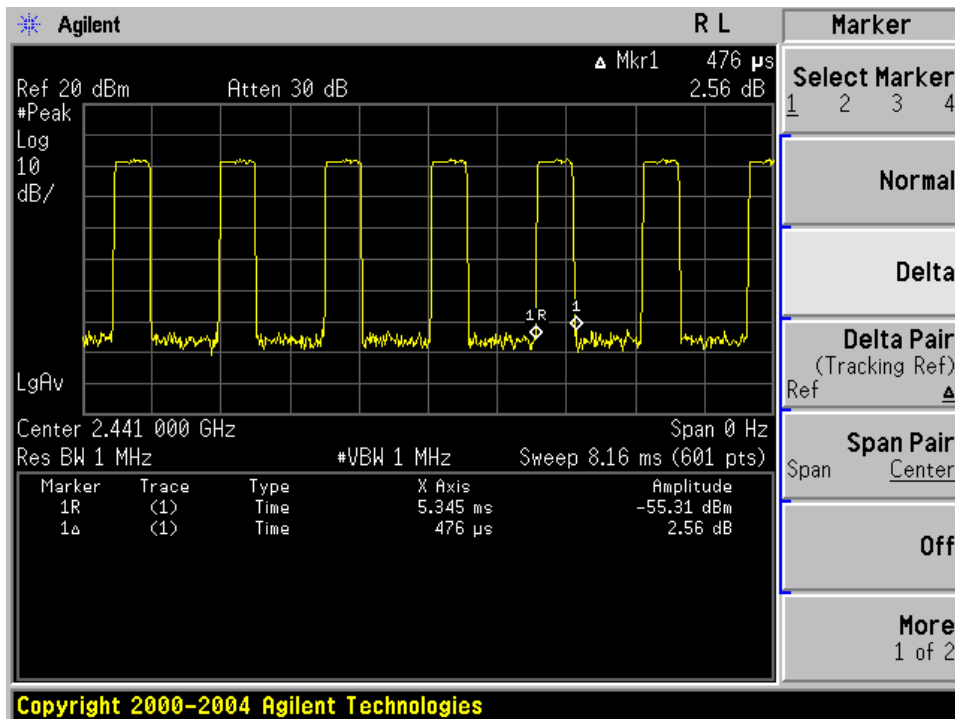 Agilent
R L
Marker
Δ Mkr1 476 µs
Ref 20 dBm Atten 30 dB 2.56 dB
#Peak
Log
10
dB/
1R
1
LgAv
Center 2.441 000 GHz Span 0 Hz
Res BW 1 MHz #VBW 1 MHz Sweep 8.16 ms (601 pts)
Marker Trace Type X Axis Amplitude
1R (1) Time 5.345 ms -55.31 dBm
1Δ (1) Time 476 µs 2.56 dB
Select Marker
1 2 3 4
Normal
Delta
Delta Pair
(Tracking Ref)
Ref Δ
Span Pair
Span Center
Off
More
1 of 2
Copyright 2000-2004 Agilent Technologies